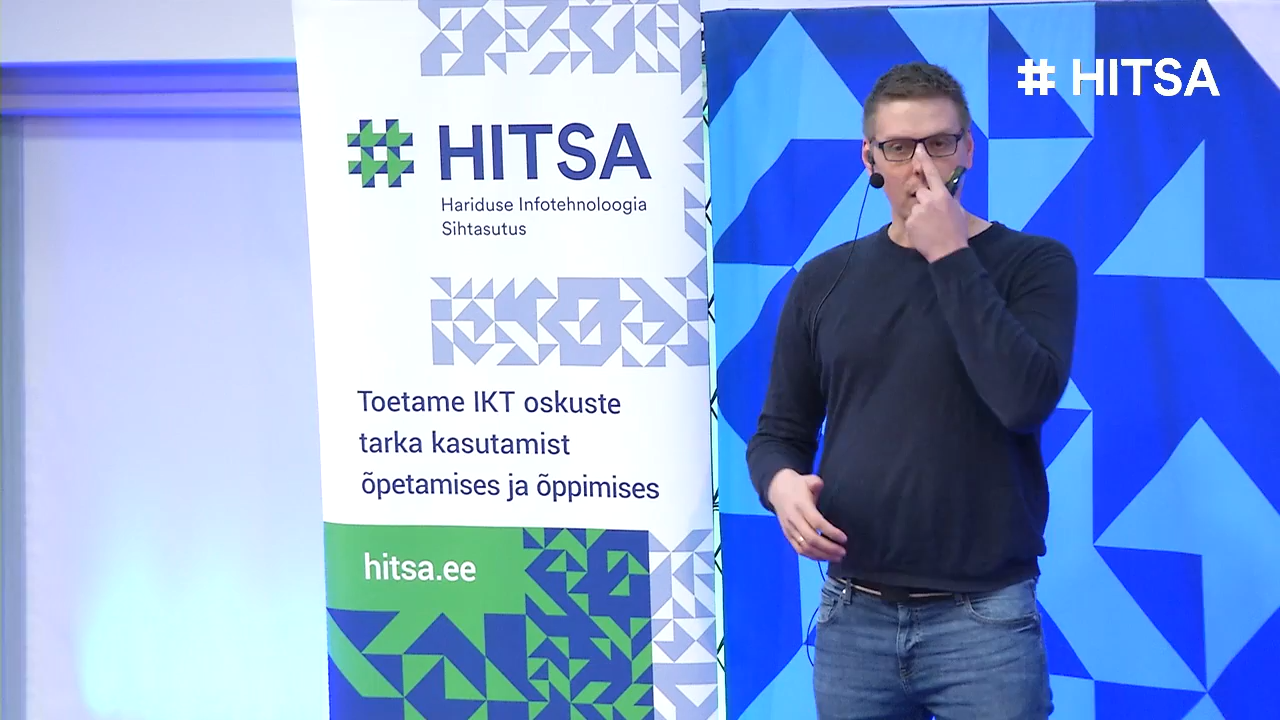 # HITSA
HITSA
Hariduse Infotehnoloogia
Sihtasutus
Toetame IKT oskuste
tarka kasutamist
õpetamises ja õppimises
hitsa.ee